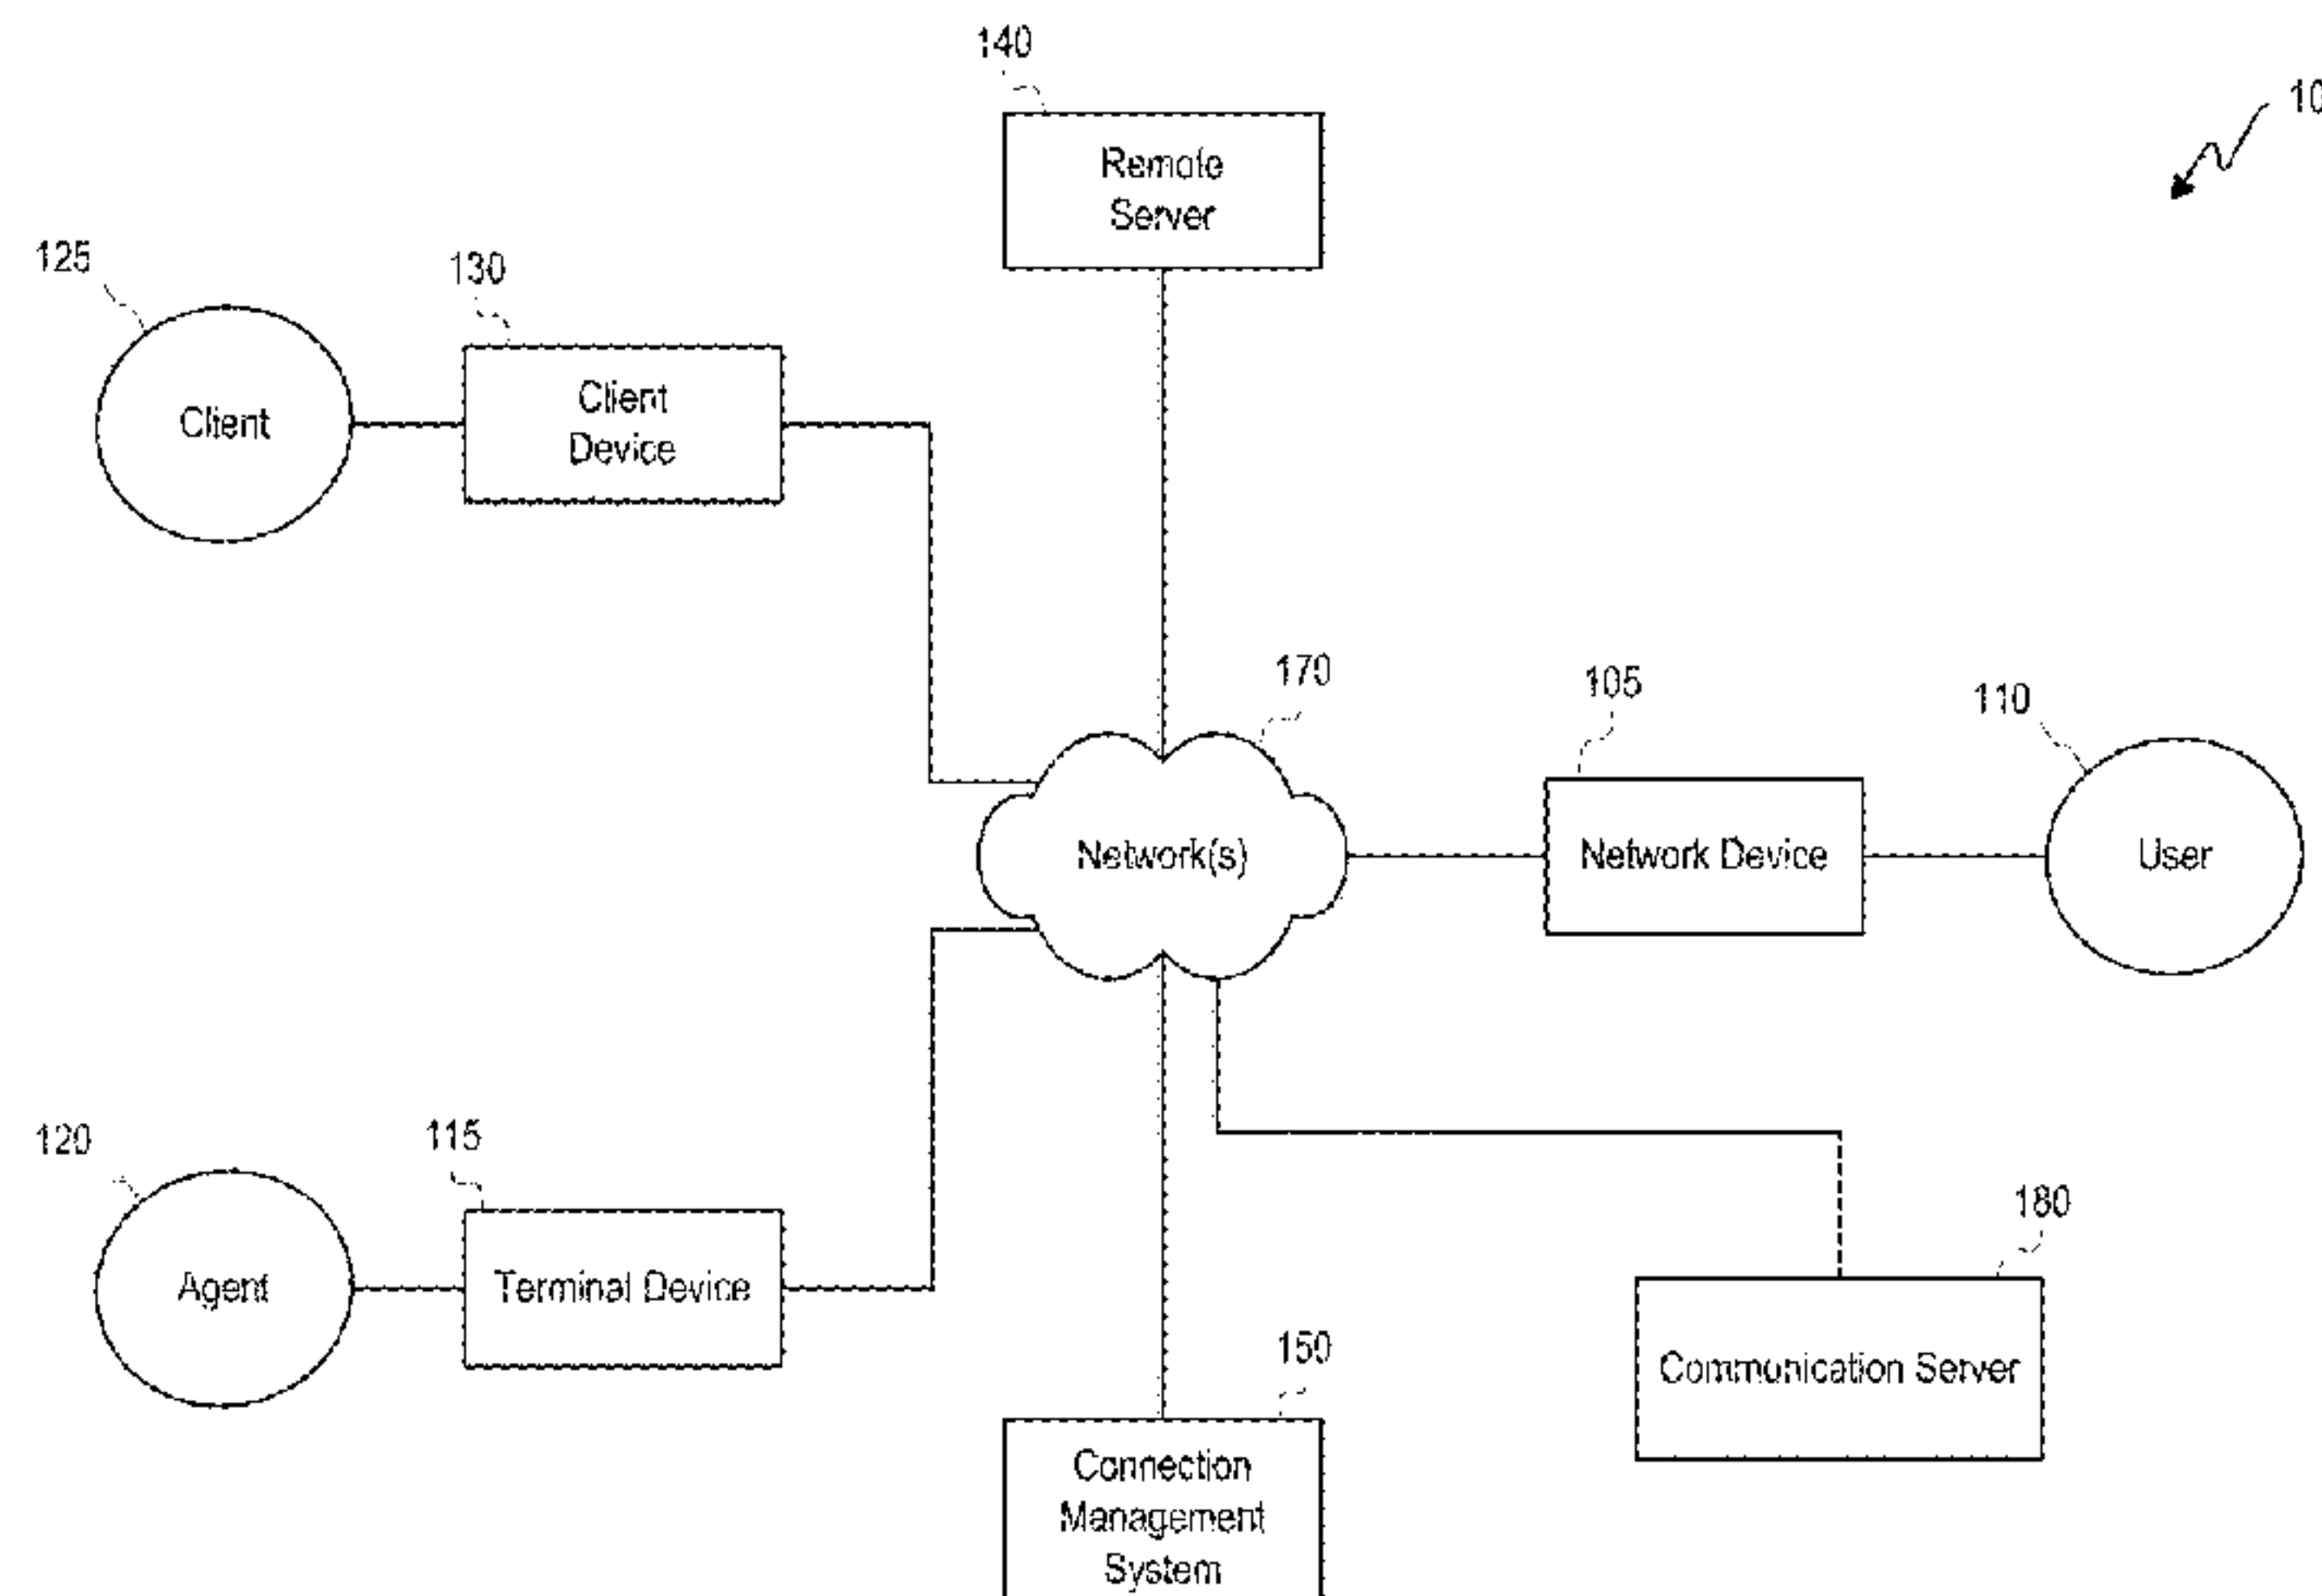 140
10
Remote
Server
125
130
Client
Client
Device
170
105
110
Network(s)
Network Device
User
120
115
180
Agent
Terminal Device
150
Communication Server
Connection
Management
System